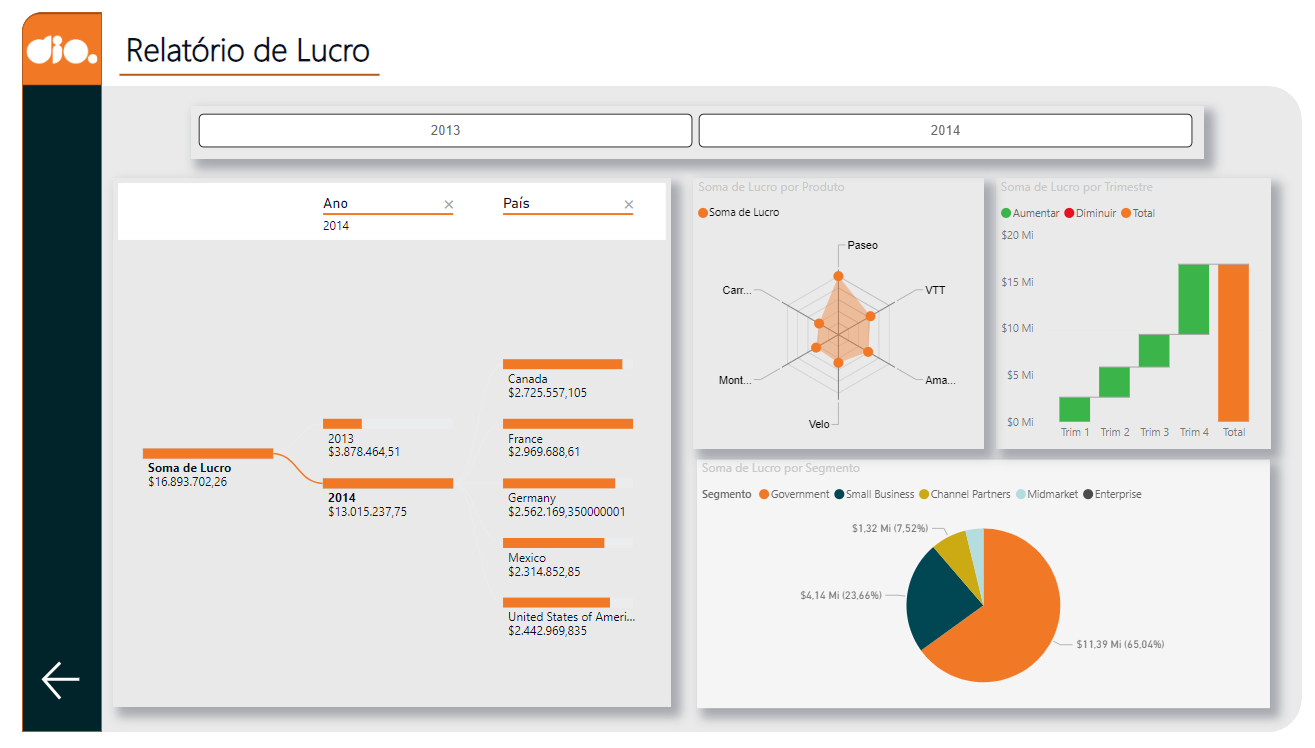 dio.
Relatório de Lucro
2013
2014
Ano
2014
País
Soma de Lucro
$16.893.702,26
2013
$3.878.464,51
2014
$13.015.237,75
Canada
$2.725.557,105
France
$2.969.688,61
Germany
$2.562.169,350000001
Mexico
$2.314.852,85
United States of Ameri...
$2.442.969,835
Soma de Lucro por Produto
Soma de Lucro
Paseo
VTT
Ama...
Velo
Mont...
Carr...
Soma de Lucro por Trimestre
Aumentar Diminuir Total
$20 Mi
$15 Mi
$10 Mi
$5 Mi
$0 Mi
Trim 1 Trim 2 Trim 3 Trim 4 Total
Soma de Lucro por Segmento
Segmento Government Small Business Channel Partners Midmarket Enterprise
$1,32 Mi (7,52%)
$4,14 Mi (23,66%)
$11,39 Mi (65,04%)